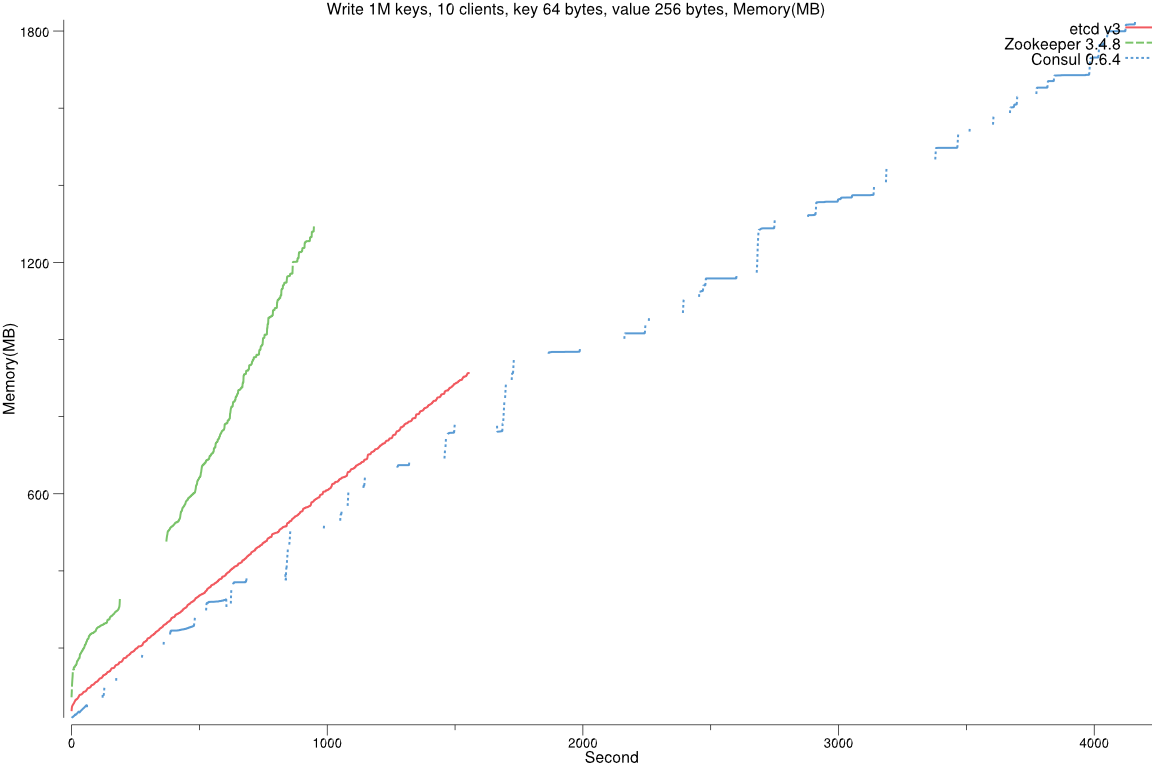 Write 1M keys, 10 clients, key 64 bytes, value 256 bytes, Memory(MB)
etcd v3
Zookeeper 3.4.8
Consul 0.6.4
1800
1200
600
Memory(MB)
0
1000
2000
3000
4000
Second